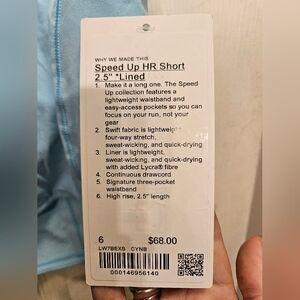 WHY WE MADE THIS
Speed Up HR Short
2.5" *Lined
1. Make it a long one. The Speed
Up collection features a
lightweight waistband and
easy-access pockets so you can
focus on your run, not your
gear
2. Swift fabric is lightweight,
four-way stretch,
sweat-wicking, and quick-drying
3. Liner is lightweight,
sweat-wicking, and quick-drying
with added Lycra® fibre
4. Continuous drawcord
5. Signature three-pocket
waistband
6. High rise, 2.5" length
6 $68.00
LW7BEXS CYNB
000146956140